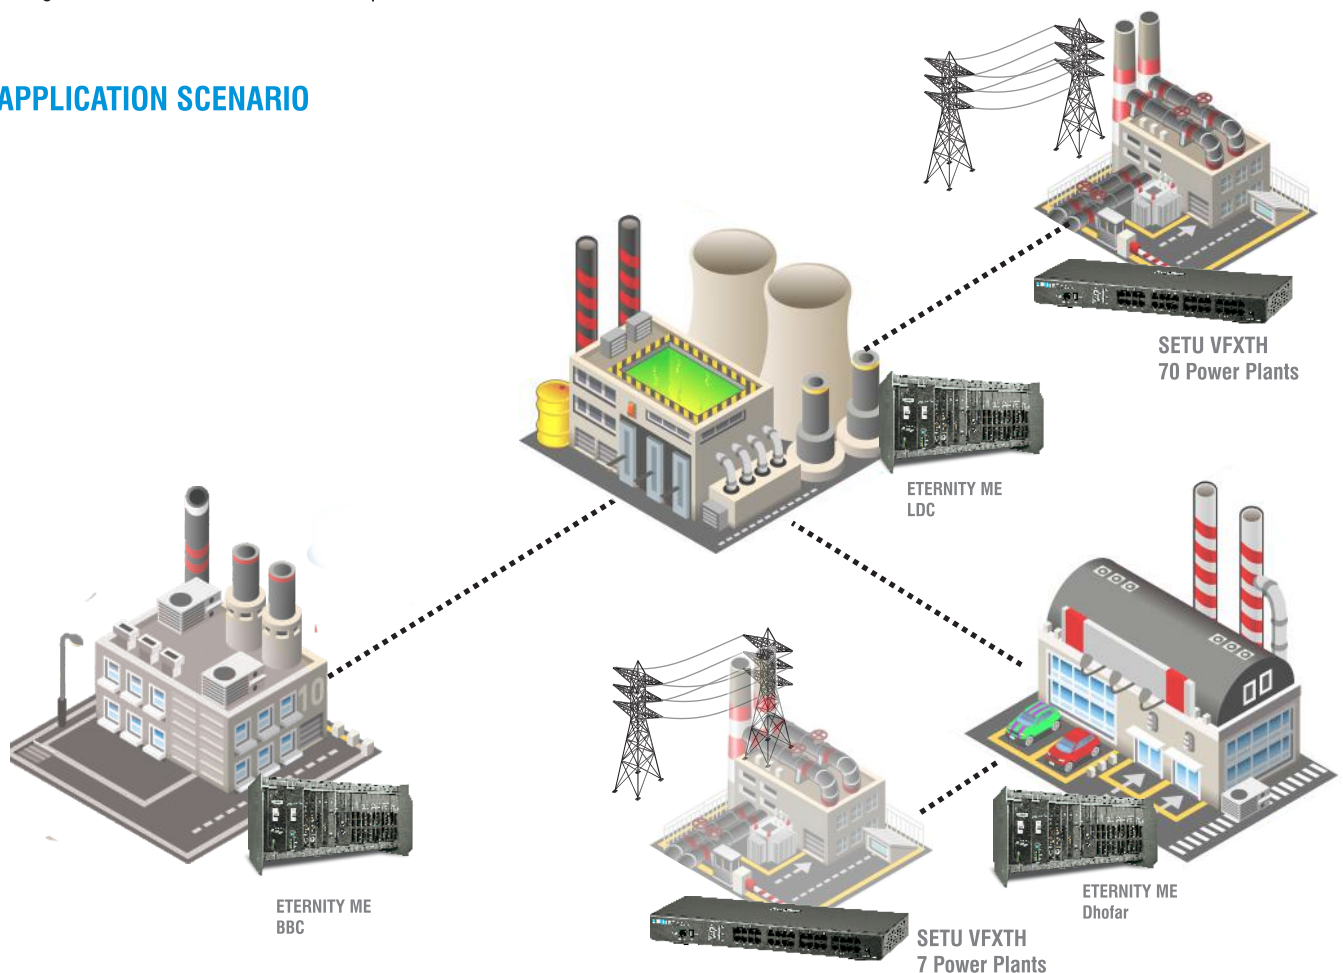 APPLICATION SCENARIO
SETU VFXTH
70 Power Plants
ETERNITY ME
LDC
10
ETERNITY ME
BBC
ETERNITY ME
Dhofar
SETU VFXTH
7 Power Plants